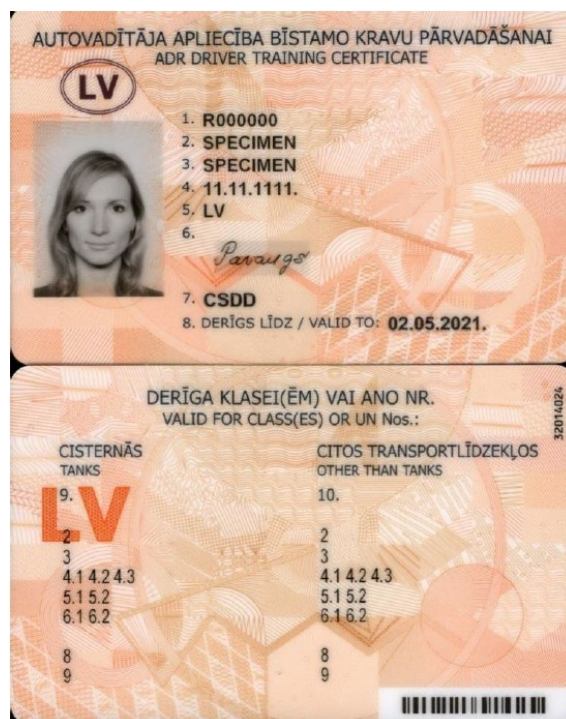 AUTOVADĪTĀJA APLIECĪBA BĪSTAMO KRAVU PĀRVADĀŠANAI
ADR DRIVER TRAINING CERTIFICATE
LV
1. R000000
2. SPECIMEN
3. SPECIMEN
4. 11.11.1111.
5. LV
6.
Paraugs
7. CSDD
8. DERĪGS LĪDZ / VALID TO: 02.05.2021.
DERĪGA KLASEI(ĒM) VAI ANO NR.
VALID FOR CLASS(ES) OR UN Nos.:
32014024
CISTERNĀS
TANKS
9.
LV
2
3
4.1 4.2 4.3
5.1 5.2
6.1 6.2
8
9
CITOS TRANSPORTLĪDZEKĻOS
OTHER THAN TANKS
10.
2
3
4.1 4.2 4.3
5.1 5.2
6.1 6.2
8
9